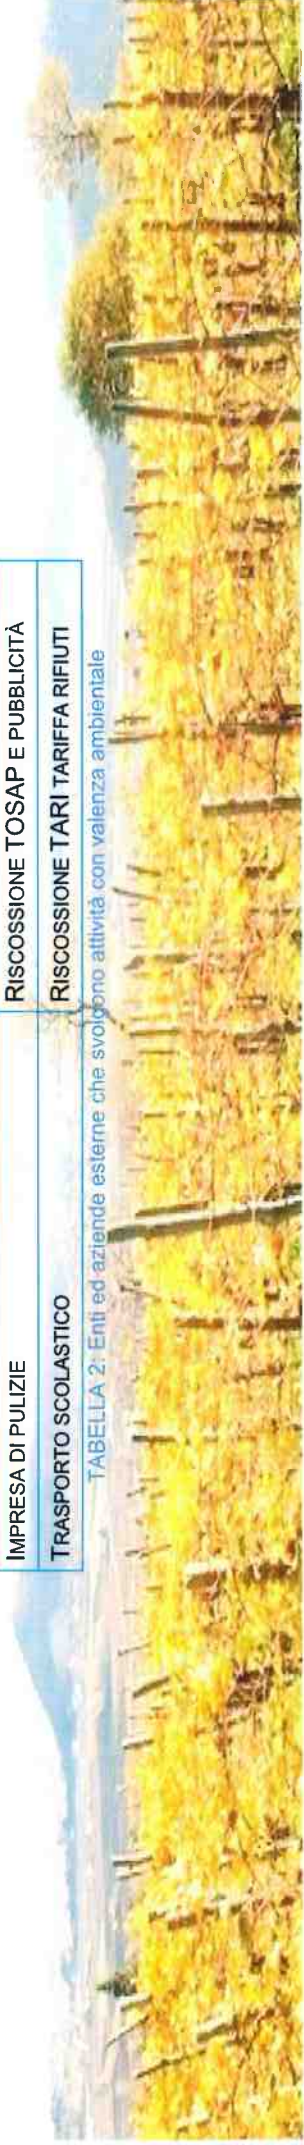 IMPRESA DI PULIZIE RISCOSSIONE TOSAP E PUBBLICITÀ
TRASPORTO SCOLASTICO RISCOSSIONE TARI TARIFFA RIFIUTI
TABELLA 2: Enti ed aziende esterne che svolgono attività con valenza ambientale